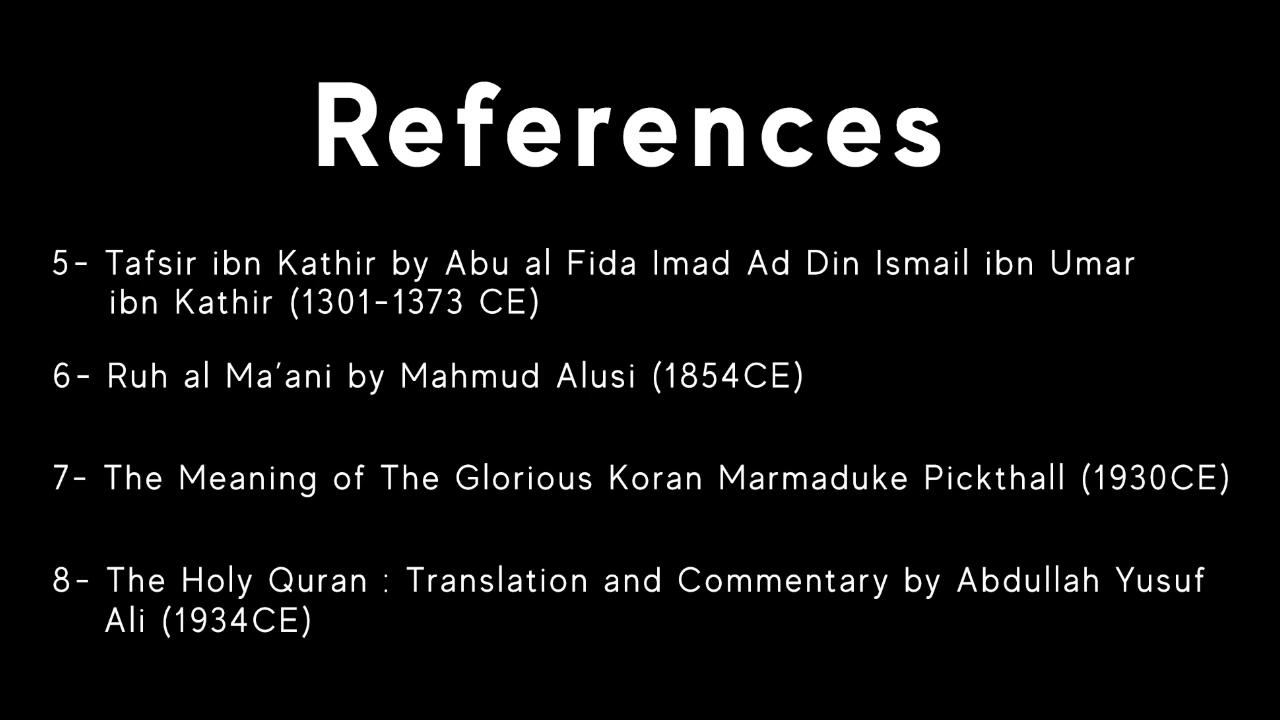 References
5- Tafsir ibn Kathir by Abu al Fida Imad Ad Din Ismail ibn Umar
ibn Kathir (1301-1373 CE)
6- Ruh al Ma'ani by Mahmud Alusi (1854CE)
7- The Meaning of The Glorious Koran Marmaduke Pickthall (1930CE)
8- The Holy Quran : Translation and Commentary by Abdullah Yusuf
Ali (1934CE)